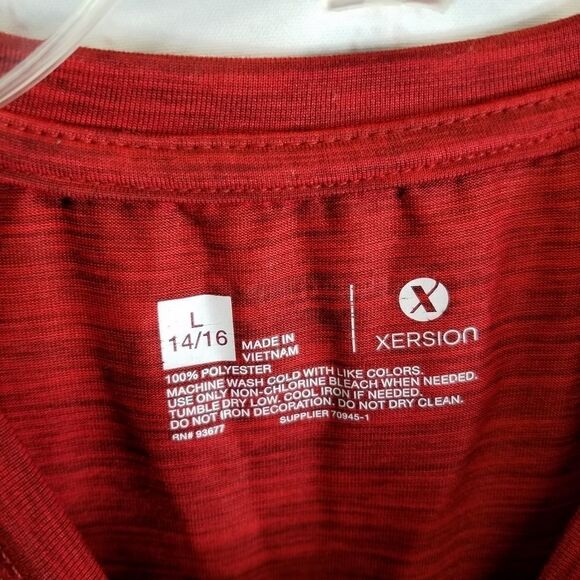 L
14/16
MADE IN
VIETNAM
X
XERSION
100% POLYESTER
MACHINE WASH COLD WITH LIKE COLORS.
USE ONLY NON-CHLORINE BLEACH WHEN NEEDED.
TUMBLE DRY LOW. COOL IRON IF NEEDED.
DO NOT IRON DECORATION. DO NOT DRY CLEAN.
RN# 93677 SUPPLIER 70945-1